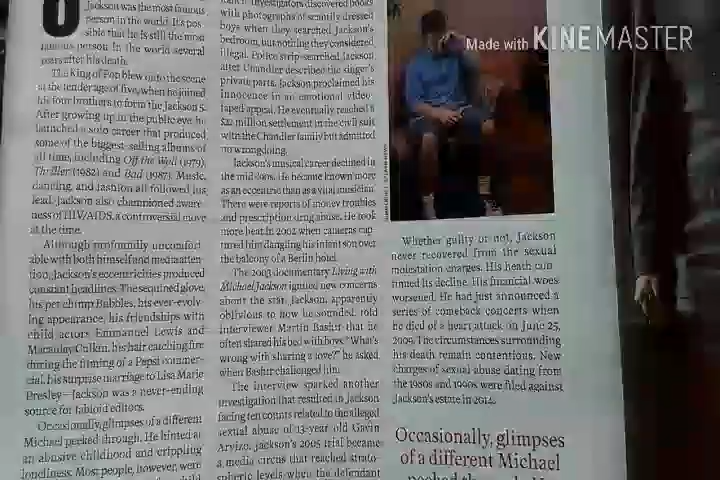 Made with KINEMASTER
Jackson was the most famous
person in the world. It's pos-
sible that he is still the most
famous person in the world several
years after his death.
The King of Pop blew onto the scene
at the tender age of five, when he joined
his four brothers to form the Jackson 5.
After growing up in the public eye, he
launched a solo career that produced
some of the biggest-selling albums of
all time, including Off the Wall (1979),
Thriller (1982) and Bad (1987). Music,
dancing, and fashion all followed his
lead. Jackson also championed aware-
ness of HIV/AIDS, a controversial move
at the time.
Although profoundly uncomfort-
able with both himself and media atten-
tion, Jackson's eccentricities produced
constant headlines. The sequined glove,
his pet chimp Bubbles, his ever-evolv-
ing appearance, his friendships with
child actors Emmanuel Lewis and
Macaulay Culkin, his hair catching fire
during the filming of a Pepsi commer-
cial, his surprise marriage to Lisa Marie
Presley—Jackson was a never-ending
source for tabloid editors.
Occasionally, glimpses of a different
Michael peeked through. He hinted at
an abusive childhood and crippling
loneliness. Most people, however, were
investigators discovered books
with photographs of scantily dressed
boys when they searched Jackson's
bedroom, but nothing they considered
illegal. Police strip-searched Jackson
after Chandler described the singer's
private parts. Jackson proclaimed his
innocence in an emotional video-
taped appeal. He eventually reached a
$22 million settlement in the civil suit
with the Chandler family but admitted
no wrongdoing.
Jackson's musical career declined in
the mid-90s. He became known more
as an eccentric than as a vital musician.
There were reports of money troubles
and prescription drug abuse. He took
more heat in 2002 when cameras cap-
tured him dangling his infant son over
the balcony of a Berlin hotel.
The 2003 documentary Living with
Michael Jackson ignited new concerns
about the star. Jackson, apparently
oblivious to how he sounded, told
interviewer Martin Bashir that he
often shared his bed with boys. "What's
wrong with sharing a love?" he asked
when Bashir challenged him.
The interview sparked another
investigation that resulted in Jackson
facing ten counts related to the alleged
sexual abuse of 13-year old Gavin
Arvizo. Jackson's 2005 trial became
a media circus that reached strato-
spheric levels when the defendant
Whether guilty or not, Jackson
never recovered from the sexual
molestation charges. His health con-
tinued its decline. His financial woes
worsened. He had just announced a
series of comeback concerts when
he died of a heart attack on June 25,
2009. The circumstances surrounding
his death remain contentious. New
charges of sexual abuse dating from
the 1980s and 1990s were filed against
Jackson's estate in 2014.
Occasionally, glimpses
of a different Michael